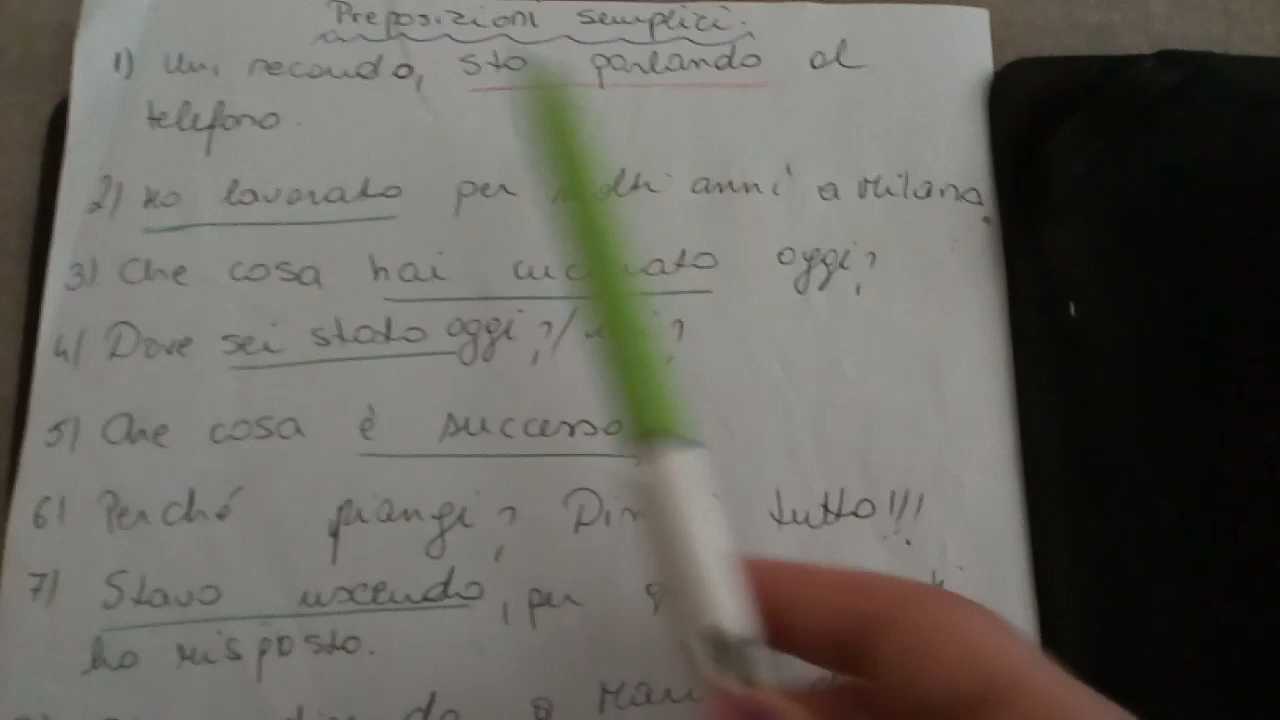 Preposizioni semplici.
1) Un, secondo, sto parlando al
telefono.
2) Ho lavorato per anni a Milano.
3) Che cosa hai oggi?
4) Dove sei stato oggi?/ ?
5) Che cosa è successo
6) Perché piangi? tutto!!!
7) Stavo uscendo, per
ho risposto.